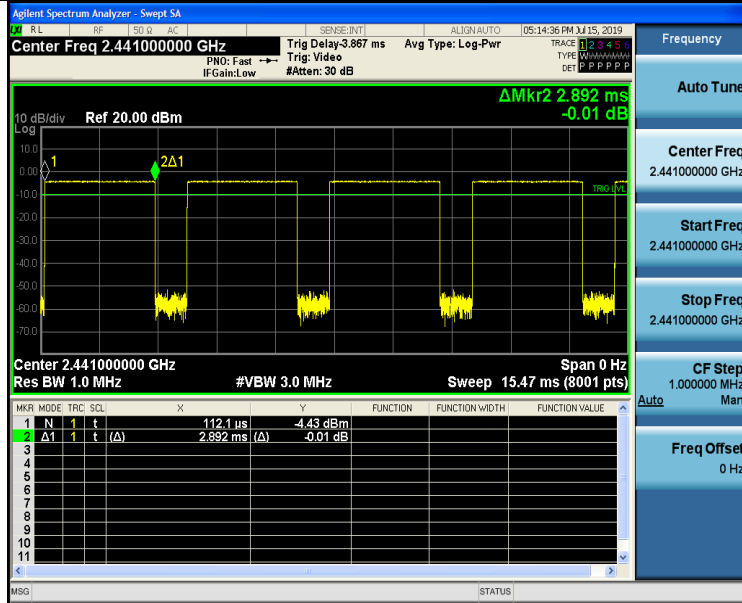 Agilent Spectrum Analyzer - Swept SA
LXI RL RF 50 Ω AC SENSE:INT ALIGN AUTO 05:14:36 PM Jul 15, 2019
Center Freq 2.441000000 GHz
Trig Delay-3.867 ms Avg Type: Log-Pwr
TRACE 1 2 3 4 5 6
PNO: Fast Trig: Video
TYPE WWWWWW
IFGain:Low #Atten: 30 dB
DET P P P P P P
ΔMkr2 2.892 ms
-0.01 dB
10 dB/div Ref 20.00 dBm
Log
10.0
0.00
-10.0
-20.0
-30.0
-40.0
-50.0
-60.0
-70.0
1
2Δ1
TRIG LVL
Center 2.441000000 GHz Span 0 Hz
Res BW 1.0 MHz #VBW 3.0 MHz Sweep 15.47 ms (8001 pts)
MKR MODE TRC SCL X Y FUNCTION FUNCTION WIDTH FUNCTION VALUE
1 N 1 t 112.1 µs -4.43 dBm
2 Δ1 1 t (Δ) 2.892 ms (Δ) -0.01 dB
3
4
5
6
7
8
9
10
11
MSG STATUS
Frequency
Auto Tune
Center Freq
2.441000000 GHz
Start Freq
2.441000000 GHz
Stop Freq
2.441000000 GHz
CF Step
1.000000 MHz
Auto Man
Freq Offset
0 Hz